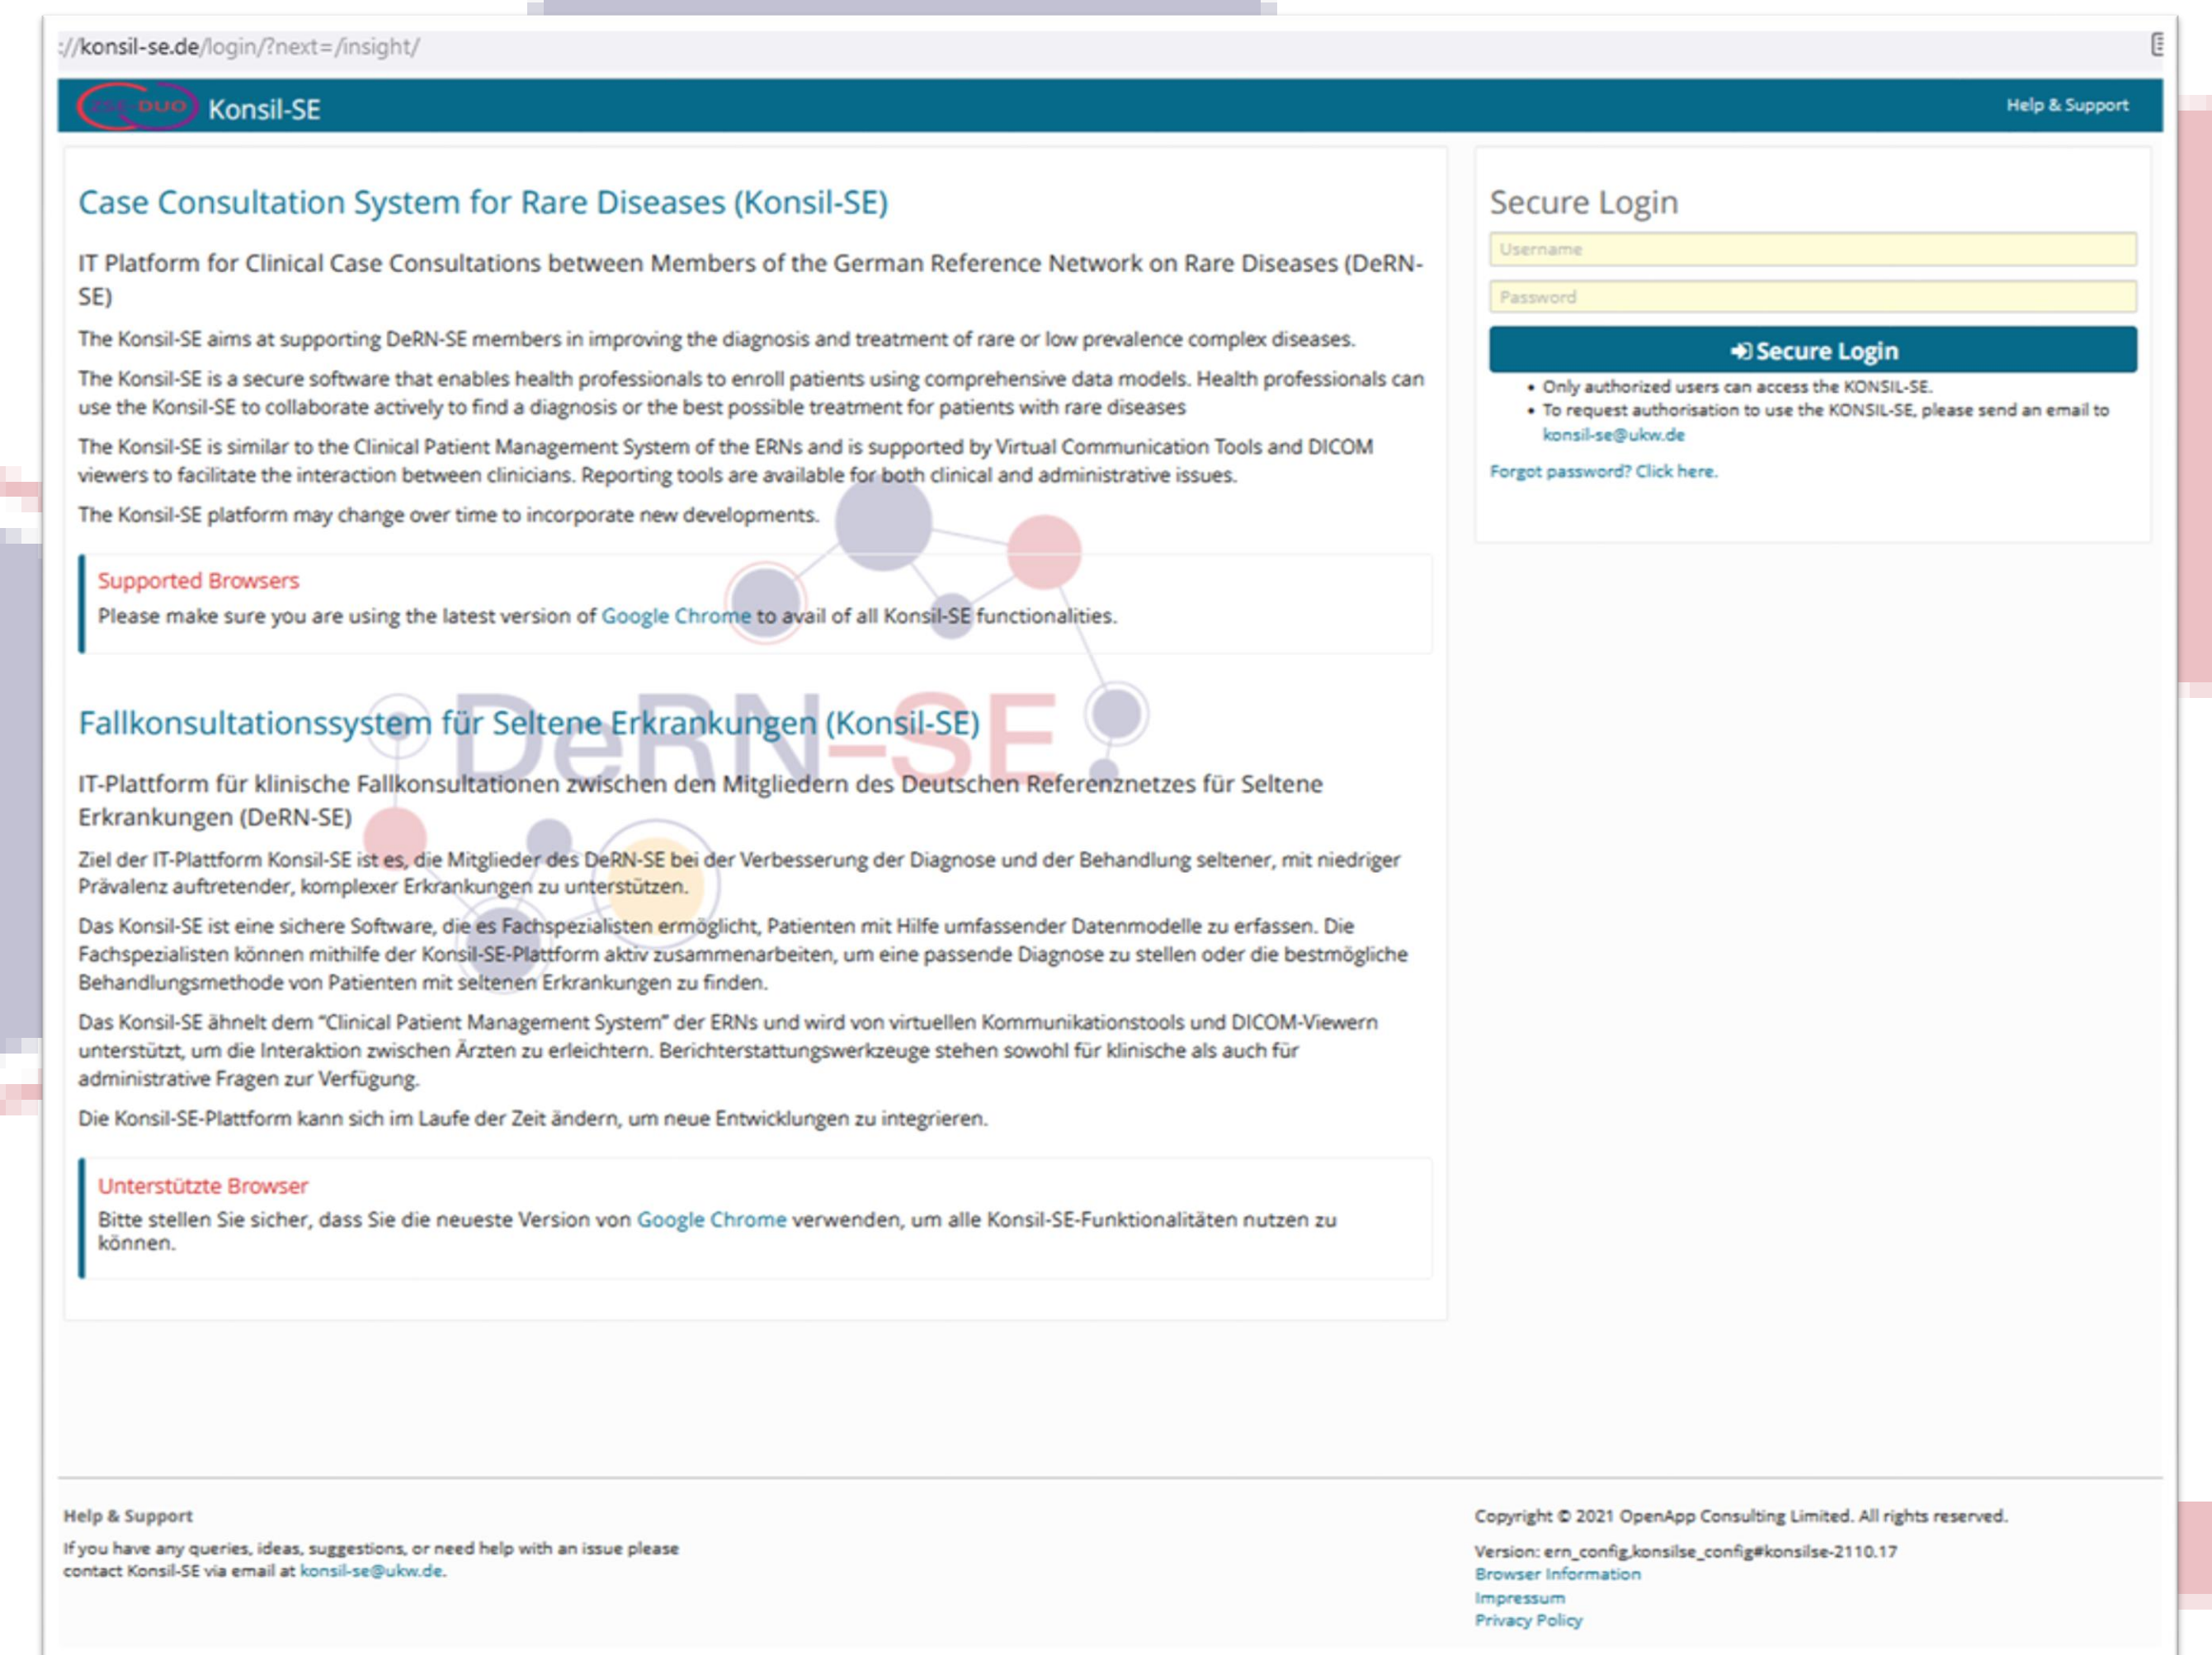 ://konsil-se.de/login/?next=/insight/
ZSE-DUO Konsil-SE
Help & Support
Case Consultation System for Rare Diseases (Konsil-SE)
IT Platform for Clinical Case Consultations between Members of the German Reference Network on Rare Diseases (DeRN-
SE)
The Konsil-SE aims at supporting DeRN-SE members in improving the diagnosis and treatment of rare or low prevalence complex diseases.
The Konsil-SE is a secure software that enables health professionals to enroll patients using comprehensive data models. Health professionals can
use the Konsil-SE to collaborate actively to find a diagnosis or the best possible treatment for patients with rare diseases
The Konsil-SE is similar to the Clinical Patient Management System of the ERNs and is supported by Virtual Communication Tools and DICOM
viewers to facilitate the interaction between clinicians. Reporting tools are available for both clinical and administrative issues.
The Konsil-SE platform may change over time to incorporate new developments.
Supported Browsers
Please make sure you are using the latest version of Google Chrome to avail of all Konsil-SE functionalities.
DeRN-SE
Fallkonsultationssystem für Seltene Erkrankungen (Konsil-SE)
IT-Plattform für klinische Fallkonsultationen zwischen den Mitgliedern des Deutschen Referenznetzes für Seltene
Erkrankungen (DeRN-SE)
Ziel der IT-Plattform Konsil-SE ist es, die Mitglieder des DeRN-SE bei der Verbesserung der Diagnose und der Behandlung seltener, mit niedriger
Prävalenz auftretender, komplexer Erkrankungen zu unterstützen.
Das Konsil-SE ist eine sichere Software, die es Fachspezialisten ermöglicht, Patienten mit Hilfe umfassender Datenmodelle zu erfassen. Die
Fachspezialisten können mithilfe der Konsil-SE-Plattform aktiv zusammenarbeiten, um eine passende Diagnose zu stellen oder die bestmögliche
Behandlungsmethode von Patienten mit seltenen Erkrankungen zu finden.
Das Konsil-SE ähnelt dem “Clinical Patient Management System” der ERNs und wird von virtuellen Kommunikationstools und DICOM-Viewern
unterstützt, um die Interaktion zwischen Ärzten zu erleichtern. Berichterstattungswerkzeuge stehen sowohl für klinische als auch für
administrative Fragen zur Verfügung.
Die Konsil-SE-Plattform kann sich im Laufe der Zeit ändern, um neue Entwicklungen zu integrieren.
Unterstützte Browser
Bitte stellen Sie sicher, dass Sie die neueste Version von Google Chrome verwenden, um alle Konsil-SE-Funktionalitäten nutzen zu
können.
Secure Login
Username
Password
Secure Login
• Only authorized users can access the KONSIL-SE.
• To request authorisation to use the KONSIL-SE, please send an email to
konsil-se@ukw.de
Forgot password? Click here.
Help & Support
If you have any queries, ideas, suggestions, or need help with an issue please
contact Konsil-SE via email at konsil-se@ukw.de.
Copyright © 2021 OpenApp Consulting Limited. All rights reserved.
Version: ern_config,konsilse_config#konsilse-2110.17
Browser Information
Impressum
Privacy Policy